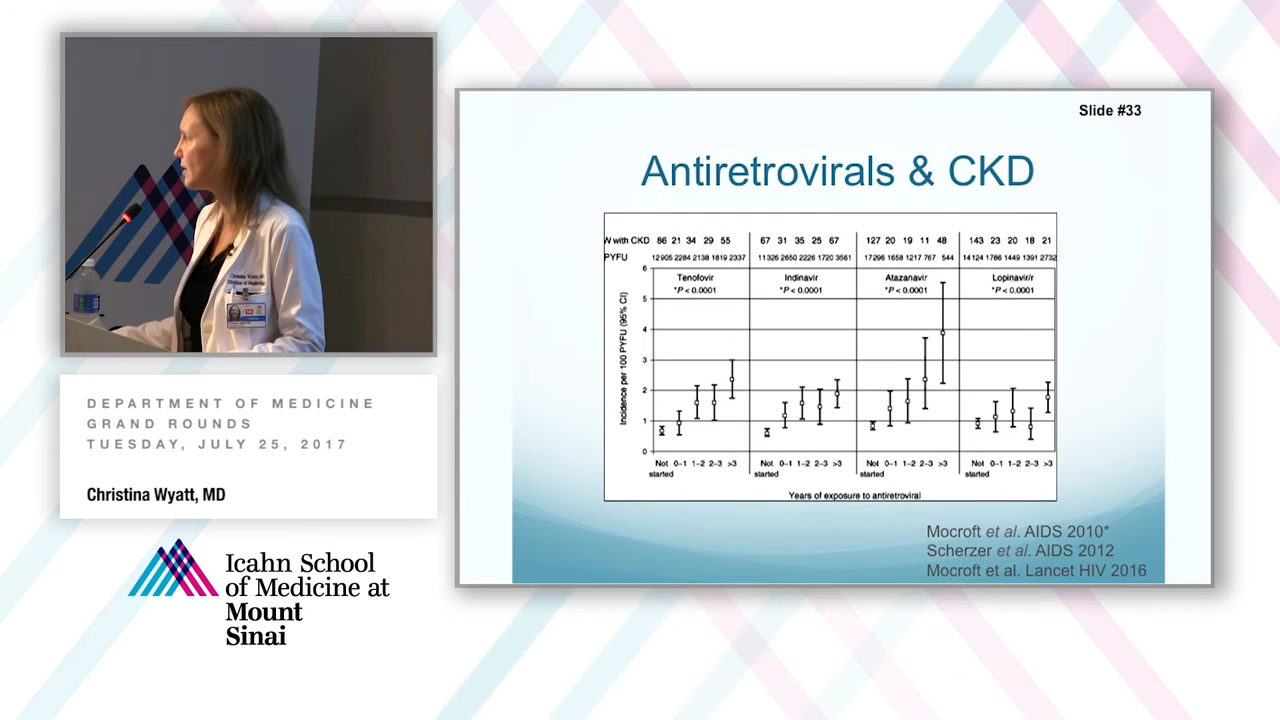 Christina Wyatt, MD
Division of Nephrology
DEPARTMENT OF MEDICINE
GRAND ROUNDS
TUESDAY, JULY 25, 2017
Christina Wyatt, MD
Icahn School
of Medicine at
Mount
Sinai
Slide #33
Antiretrovirals & CKD
N with CKD 86 21 34 29 55 67 31 35 25 67 127 20 19 11 48 143 23 20 18 21
PYFU 12905 2284 2138 1819 2337 11326 2650 2226 1720 3561 17296 1658 1217 767 544 14124 1786 1449 1391 2732
Tenofovir Indinavir Atazanavir Lopinavir/r
*P < 0.0001 *P < 0.0001 *P < 0.0001 *P < 0.0001
Incidence per 100 PYFU (95% CI)
6
5
4
3
2
1
0
Not 0–1 1–2 2–3 >3 Not 0–1 1–2 2–3 >3 Not 0–1 1–2 2–3 >3 Not 0–1 1–2 2–3 >3
started started started started
Years of exposure to antiretroviral
Mocroft et al. AIDS 2010*
Scherzer et al. AIDS 2012
Mocroft et al. Lancet HIV 2016